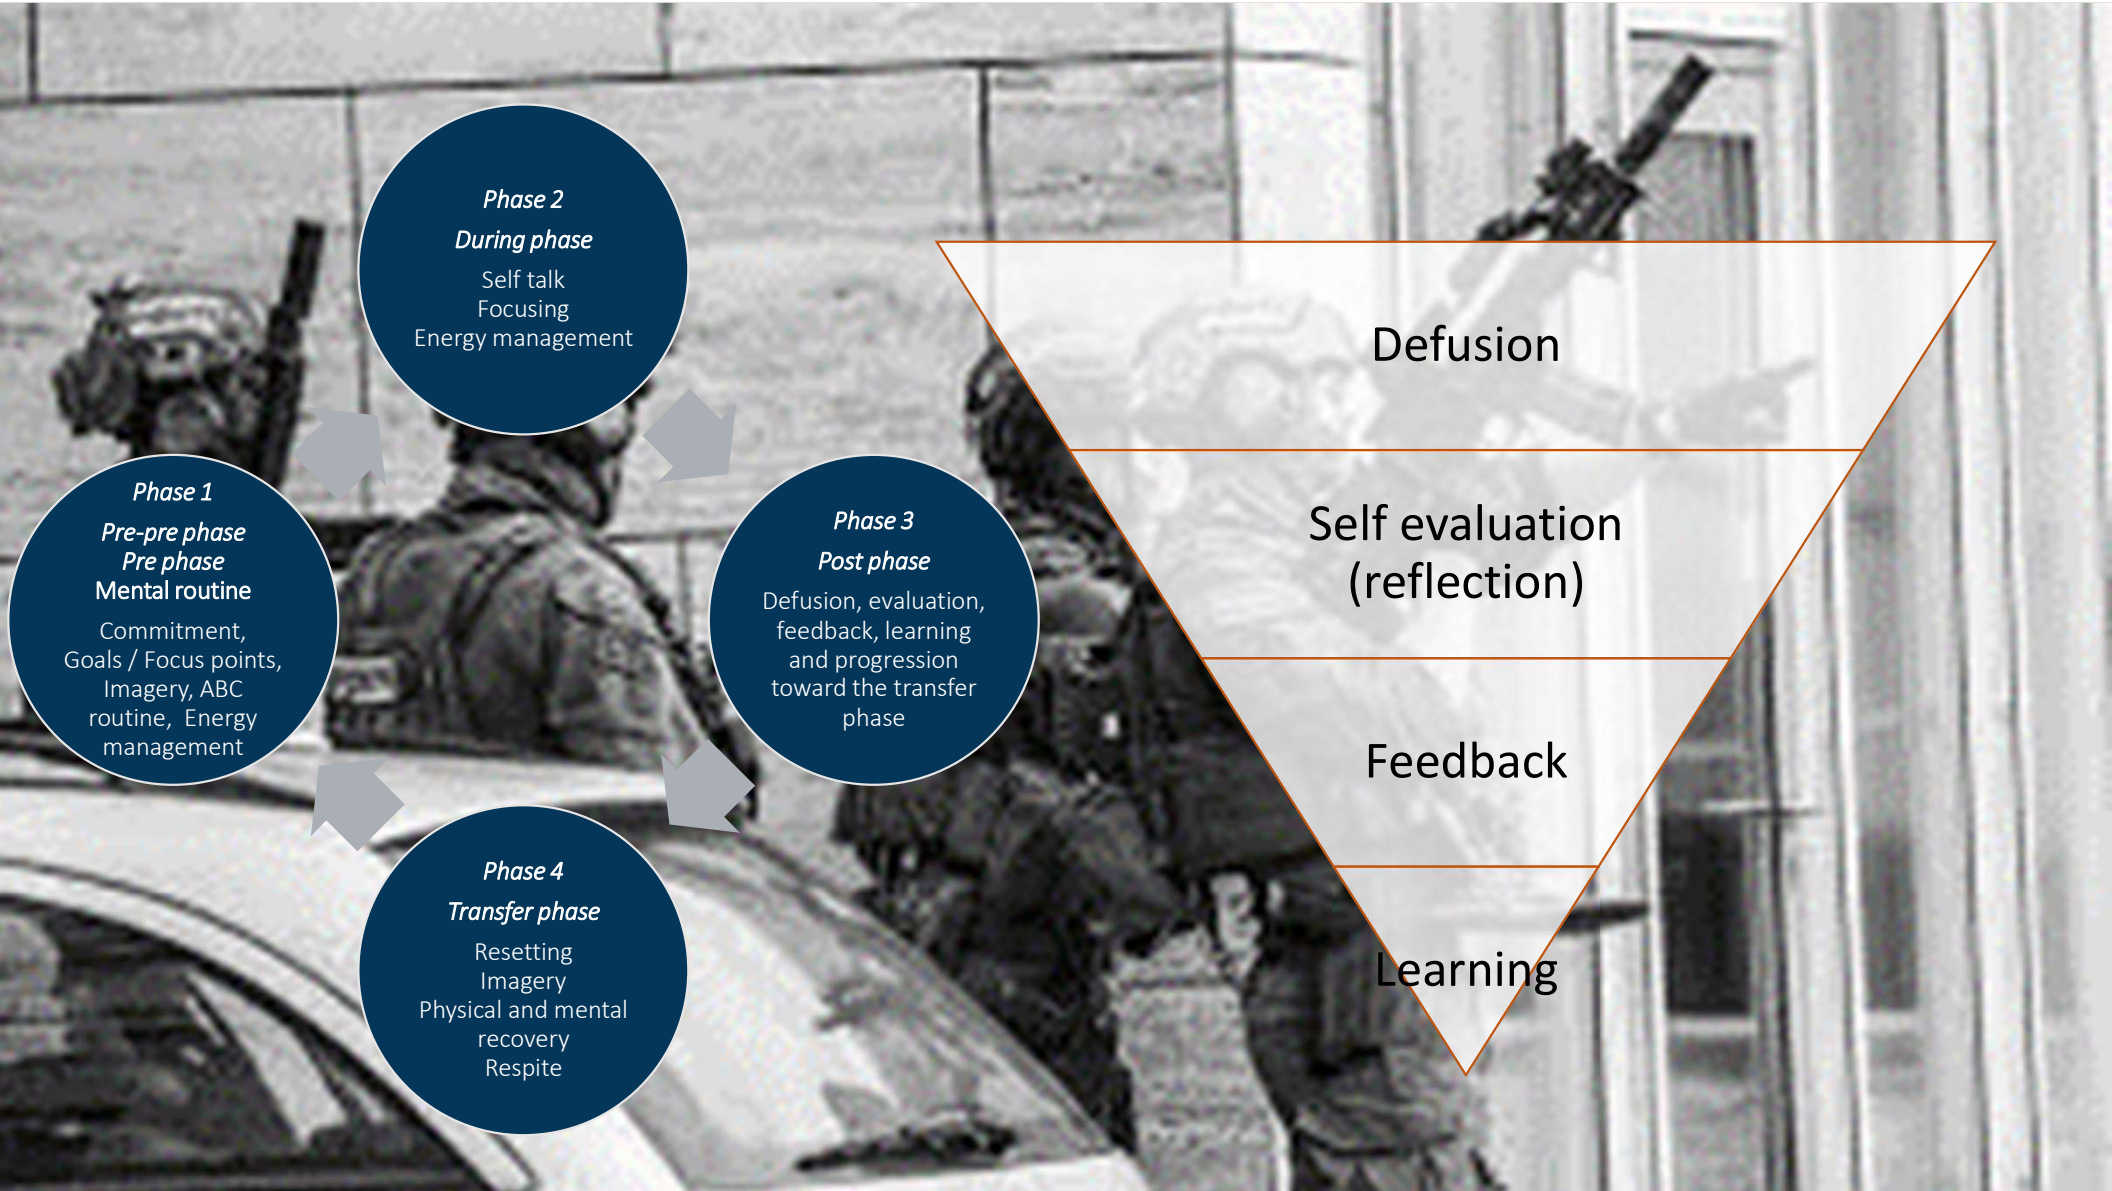 Phase 1
Pre-pre phase
Pre phase
Mental routine
Commitment,
Goals / Focus points,
Imagery, ABC
routine,  Energy
management
Phase 2
During phase
Self talk
Focusing
Energy management
Phase 3
Post phase
Defusion, evaluation,
feedback, learning
and progression
toward the transfer
phase
Phase 4
Transfer phase
Resetting
Imagery
Physical and mental
recovery
Respite
Defusion
Self evaluation
(reflection)
Feedback
Learning